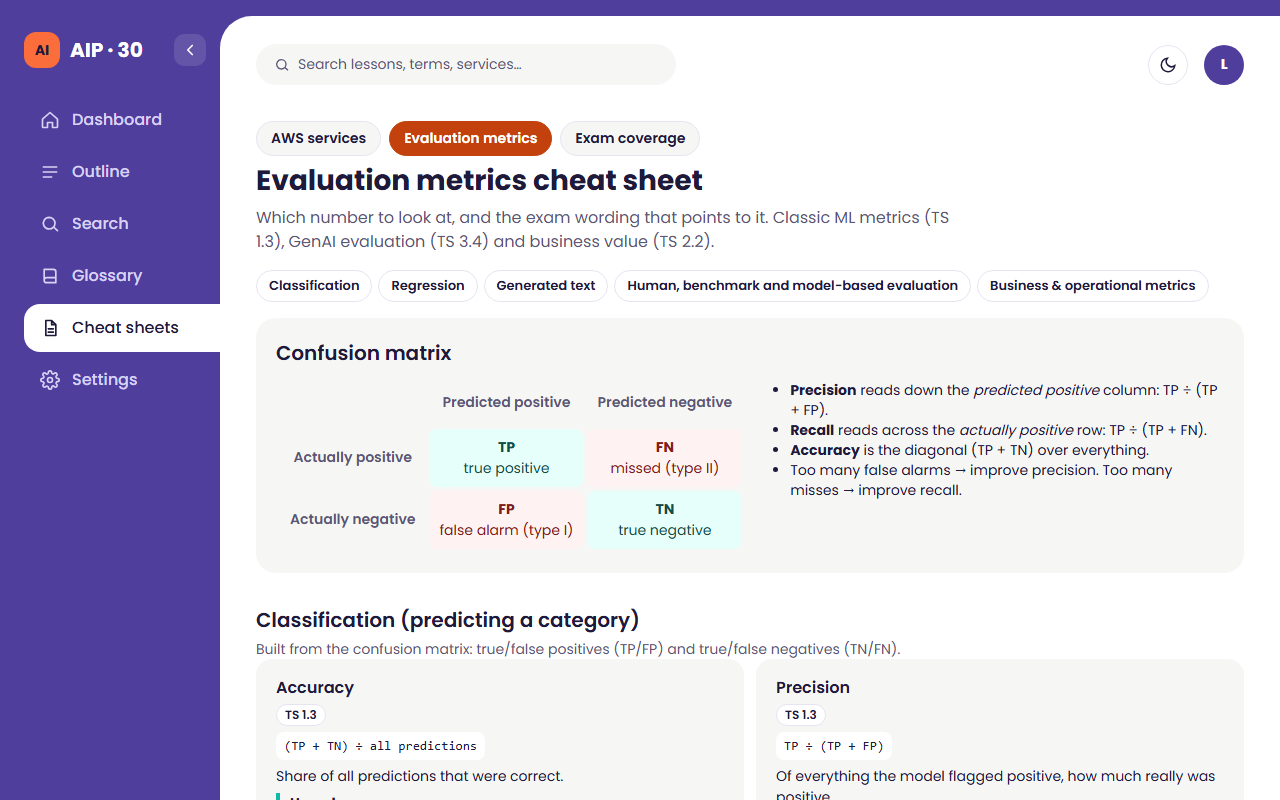 AI AIP · 30
Dashboard
Outline
Search
Glossary
Cheat sheets
Settings
Search lessons, terms, services…
L
AWS services Evaluation metrics Exam coverage
Evaluation metrics cheat sheet
Which number to look at, and the exam wording that points to it. Classic ML metrics (TS
1.3), GenAI evaluation (TS 3.4) and business value (TS 2.2).
Classification Regression Generated text Human, benchmark and model-based evaluation Business & operational metrics
Confusion matrix
Predicted positive Predicted negative
Actually positive
TP
true positive
FN
missed (type II)
Actually negative
FP
false alarm (type I)
TN
true negative
• Precision reads down the predicted positive column: TP ÷ (TP
+ FP).
• Recall reads across the actually positive row: TP ÷ (TP + FN).
• Accuracy is the diagonal (TP + TN) over everything.
• Too many false alarms → improve precision. Too many
misses → improve recall.
Classification (predicting a category)
Built from the confusion matrix: true/false positives (TP/FP) and true/false negatives (TN/FN).
Accuracy
TS 1.3
(TP + TN) ÷ all predictions
Share of all predictions that were correct.
Precision
TS 1.3
TP ÷ (TP + FP)
Of everything the model flagged positive, how much really was
positive.